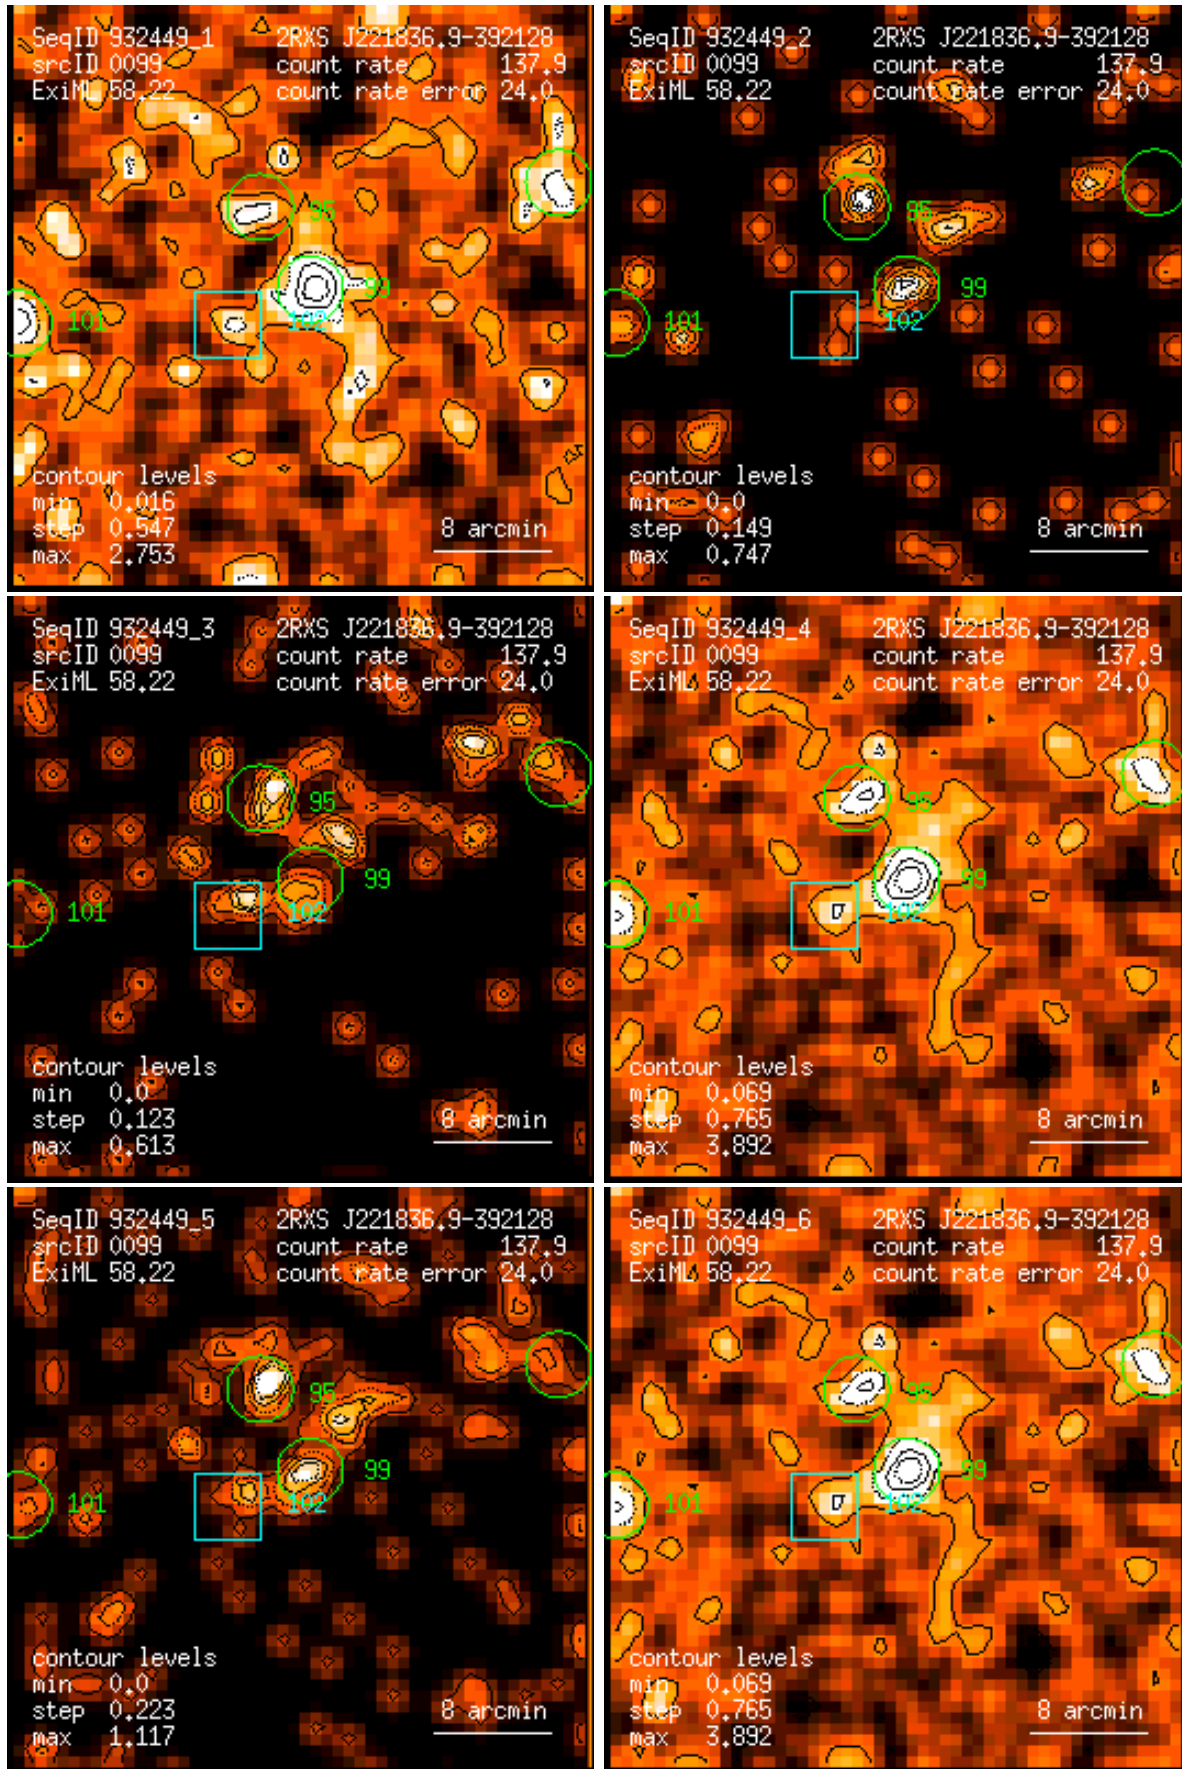 SeqID 932449_1 2RXS J221836.9-392128
srcID 0099 count rate 137.9
ExiML 58.22 count rate error 24.0
95
99
101 102
contour levels
min 0.016
step 0.547 8 arcmin
max 2.753
SeqID 932449_2 2RXS J221836.9-392128
srcID 0099 count rate 137.9
ExiML 58.22 count rate error 24.0
95
99
101 102
contour levels
min 0.0
step 0.149 8 arcmin
max 0.747
SeqID 932449_3 2RXS J221836.9-392128
srcID 0099 count rate 137.9
ExiML 58.22 count rate error 24.0
95
99
101 102
contour levels
min 0.0
step 0.123 8 arcmin
max 0.613
SeqID 932449_4 2RXS J221836.9-392128
srcID 0099 count rate 137.9
ExiML 58.22 count rate error 24.0
95
99
101 102
contour levels
min 0.069
step 0.765 8 arcmin
max 3.892
SeqID 932449_5 2RXS J221836.9-392128
srcID 0099 count rate 137.9
ExiML 58.22 count rate error 24.0
95
99
101 102
contour levels
min 0.0
step 0.223 8 arcmin
max 1.117
SeqID 932449_6 2RXS J221836.9-392128
srcID 0099 count rate 137.9
ExiML 58.22 count rate error 24.0
95
99
101 102
contour levels
min 0.069
step 0.765 8 arcmin
max 3.892